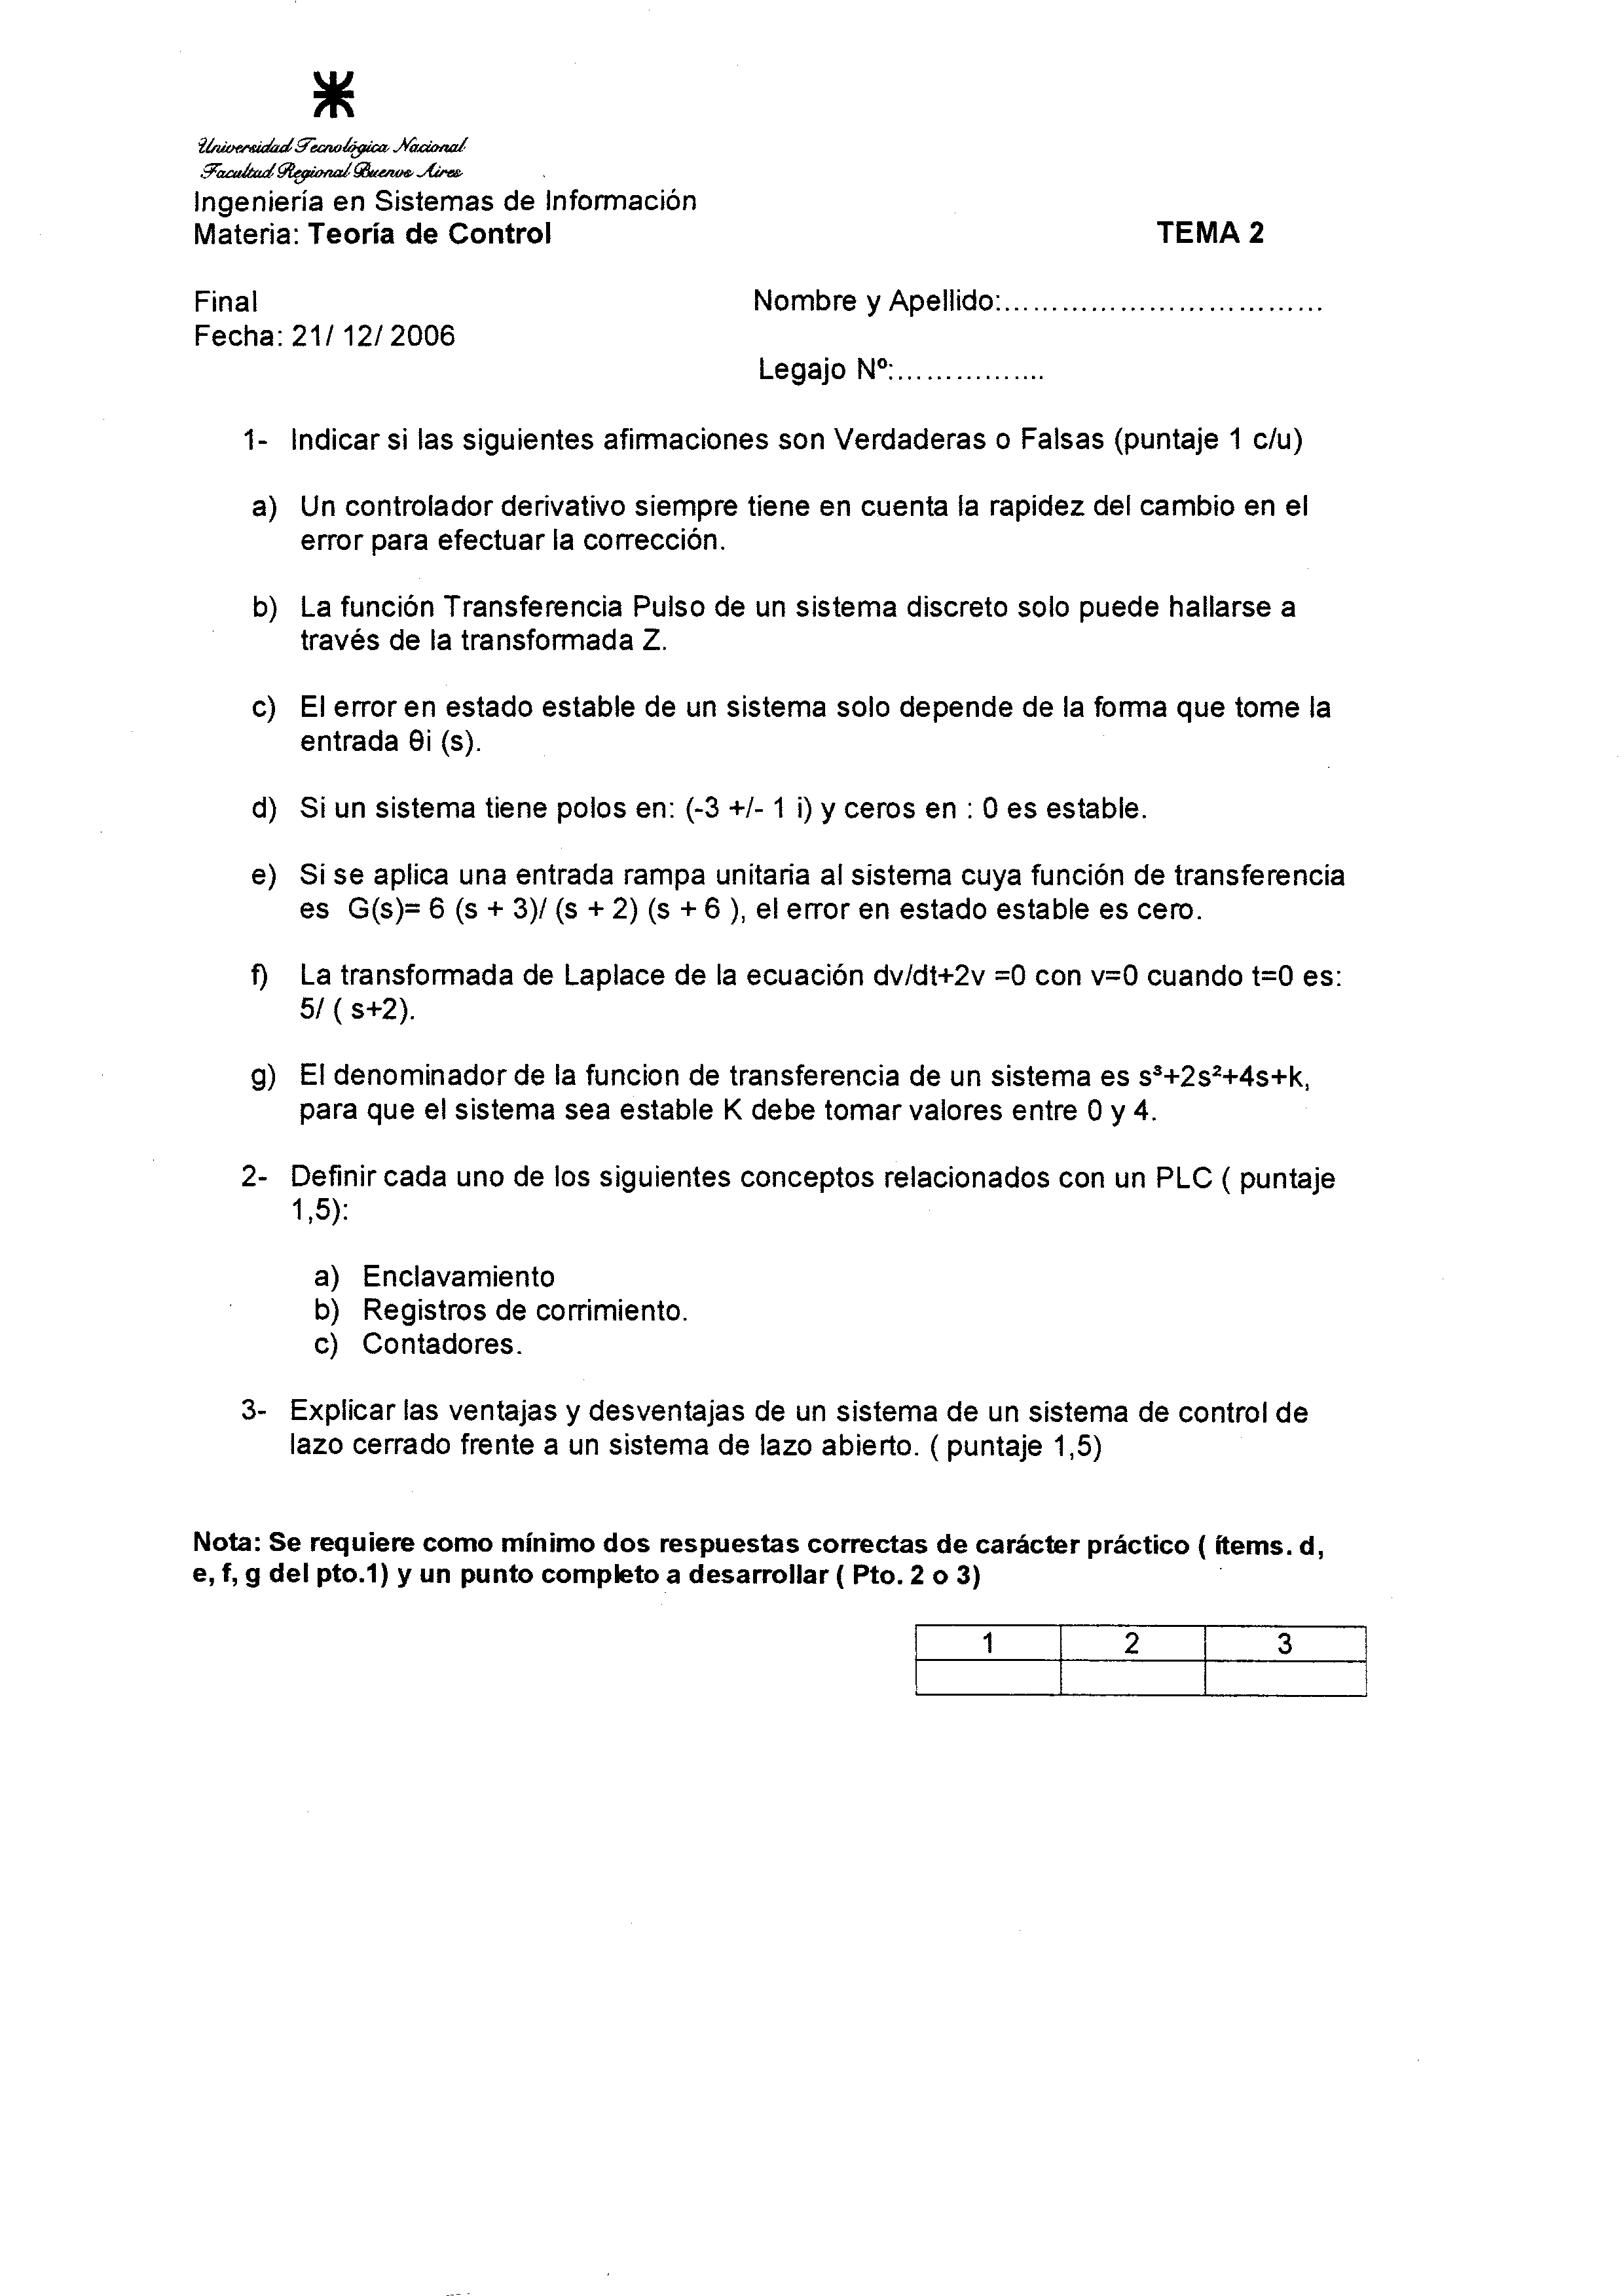 Universidad Tecnológica Nacional
Facultad Regional Buenos Aires
Ingeniería en Sistemas de Información
Materia: Teoría de Control TEMA 2
Final Nombre y Apellido:..................................
Fecha: 21/ 12/ 2006
Legajo Nº:................
1- Indicar si las siguientes afirmaciones son Verdaderas o Falsas (puntaje 1 c/u)
a) Un controlador derivativo siempre tiene en cuenta la rapidez del cambio en el
error para efectuar la corrección.
b) La función Transferencia Pulso de un sistema discreto solo puede hallarse a
través de la transformada Z.
c) El error en estado estable de un sistema solo depende de la forma que tome la
entrada θi (s).
d) Si un sistema tiene polos en: (-3 +/- 1 i) y ceros en : 0 es estable.
e) Si se aplica una entrada rampa unitaria al sistema cuya función de transferencia
es G(s)= 6 (s + 3)/ (s + 2) (s + 6 ), el error en estado estable es cero.
f) La transformada de Laplace de la ecuación dv/dt+2v =0 con v=0 cuando t=0 es:
5/ ( s+2).
g) El denominador de la funcion de transferencia de un sistema es s³+2s²+4s+k,
para que el sistema sea estable K debe tomar valores entre 0 y 4.
2- Definir cada uno de los siguientes conceptos relacionados con un PLC ( puntaje
1,5):
a) Enclavamiento
b) Registros de corrimiento.
c) Contadores.
3- Explicar las ventajas y desventajas de un sistema de un sistema de control de
lazo cerrado frente a un sistema de lazo abierto. ( puntaje 1,5)
Nota: Se requiere como mínimo dos respuestas correctas de carácter práctico ( ítems. d,
e, f, g del pto.1) y un punto completo a desarrollar ( Pto. 2 o 3)
1 2 3